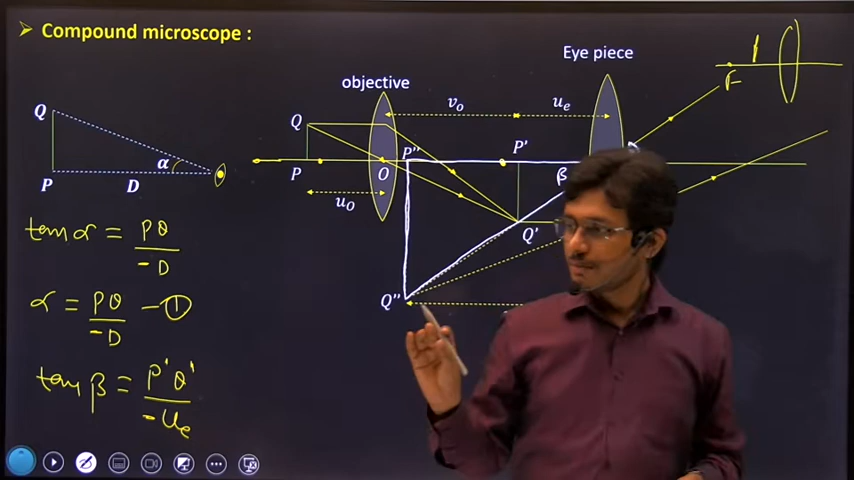 ➤ Compound microscope :
Eye piece
objective
F
v₀
uₑ
Q
Q
P
D
α
P
O
P"
P'
β
u₀
Q'
Q"
tan α = PQ / -D
α = PQ / -D —①
tan β = P'Q' / -uₑ